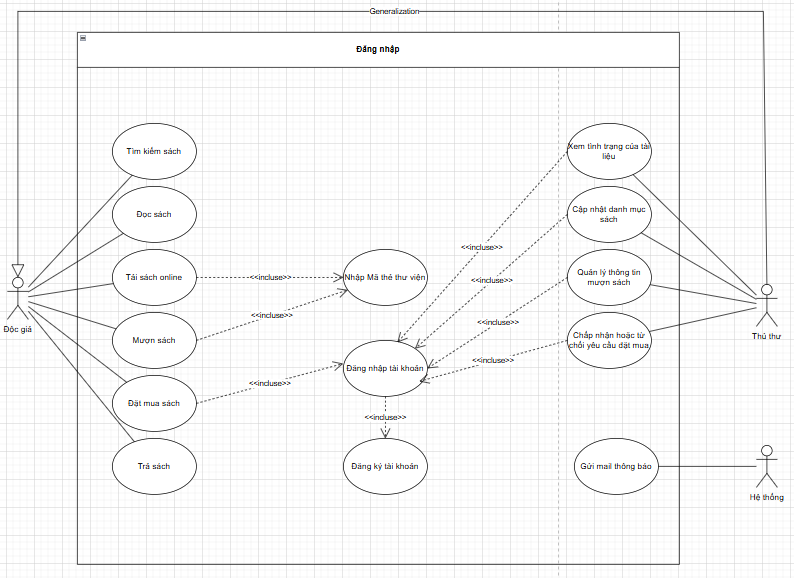 Generalization
Đăng nhập
Tìm kiếm sách
Đọc sách
Tải sách online
Mượn sách
Đặt mua sách
Trả sách
Độc giả
<<incluse>>
<<incluse>>
<<incluse>>
Nhập Mã thẻ thư viện
Đăng nhập tài khoản
<<incluse>>
Đăng ký tài khoản
<<incluse>>
<<incluse>>
<<incluse>>
<<incluse>>
Xem tình trạng của tài
liệu
Cập nhật danh mục
sách
Quản lý thông tin
mượn sách
Chấp nhận hoặc từ
chối yêu cầu đặt mua
Gửi mail thông báo
Thủ thư
Hệ thống